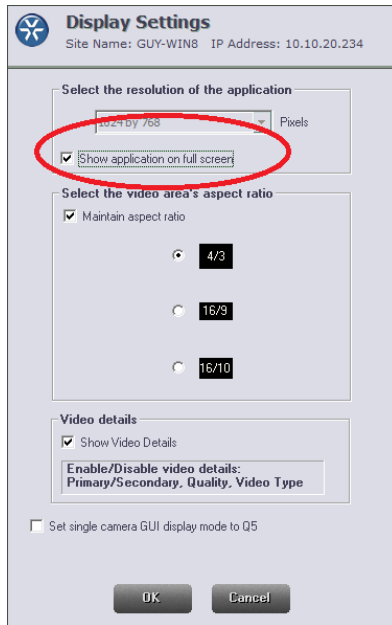 Display Settings
Site Name: GUY-WIN8 IP Address: 10.10.20.234
Select the resolution of the application
1024 by 768
Pixels
Show application on full screen
Select the video area's aspect ratio
Maintain aspect ratio
4/3
16/9
16/10
Video details
Show Video Details
Enable/Disable video details:
Primary/Secondary, Quality, Video Type
Set single camera GUI display mode to Q5
OK Cancel